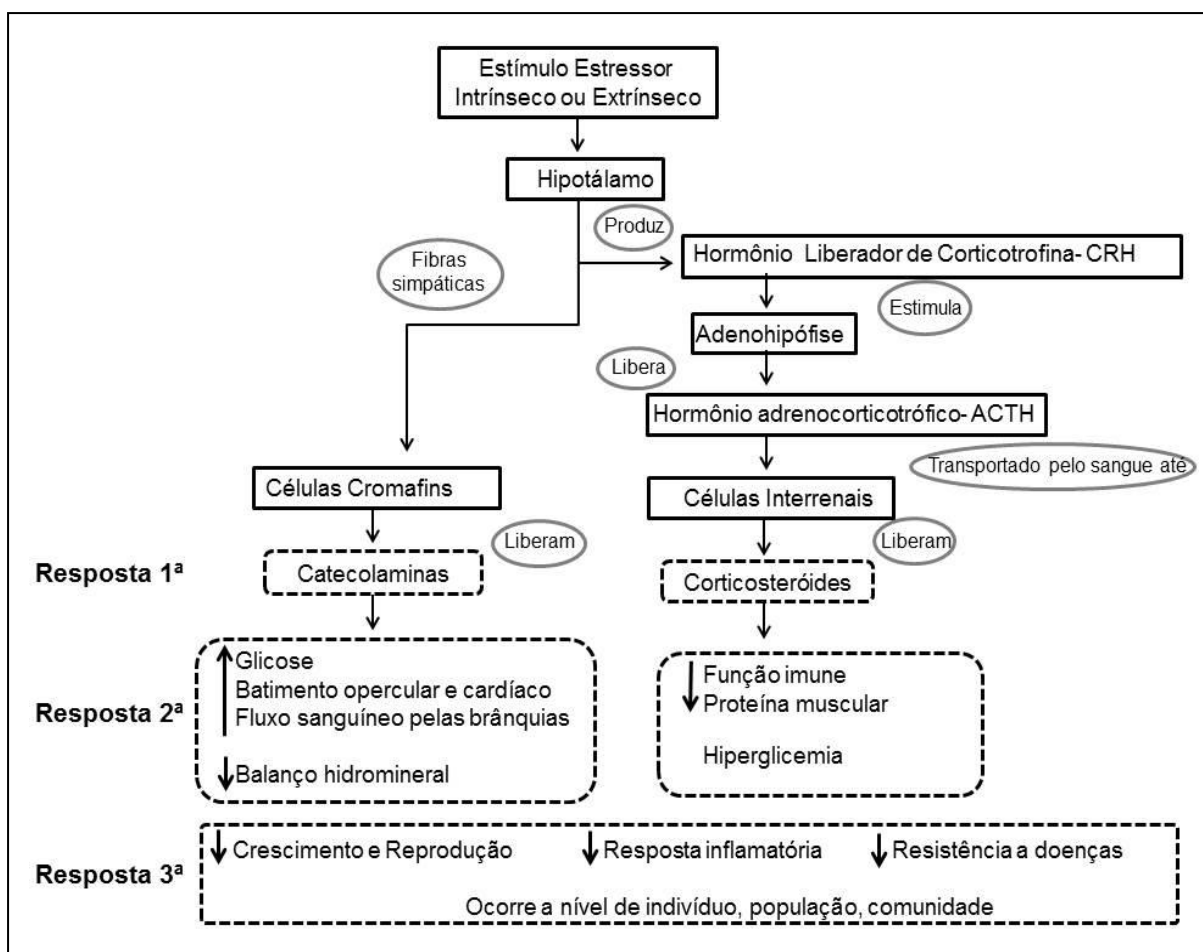 Estímulo Estressor
Intrínseco ou Extrínseco
Hipotálamo
Produz
Fibras
simpáticas
Hormônio Liberador de Corticotrofina- CRH
Estimula
Adenohipófise
Libera
Hormônio adrenocorticotrófico- ACTH
Transportado pelo sangue até
Células Cromafins
Células Interrenais
Liberam
Liberam
Resposta 1ª
Catecolaminas
Corticosteróides
Resposta 2ª
Glicose
Batimento opercular e cardíaco
Fluxo sanguíneo pelas brânquias
Balanço hidromineral
Função imune
Proteína muscular
Hiperglicemia
Resposta 3ª
Crescimento e Reprodução
Resposta inflamatória
Resistência a doenças
Ocorre a nível de indivíduo, população, comunidade